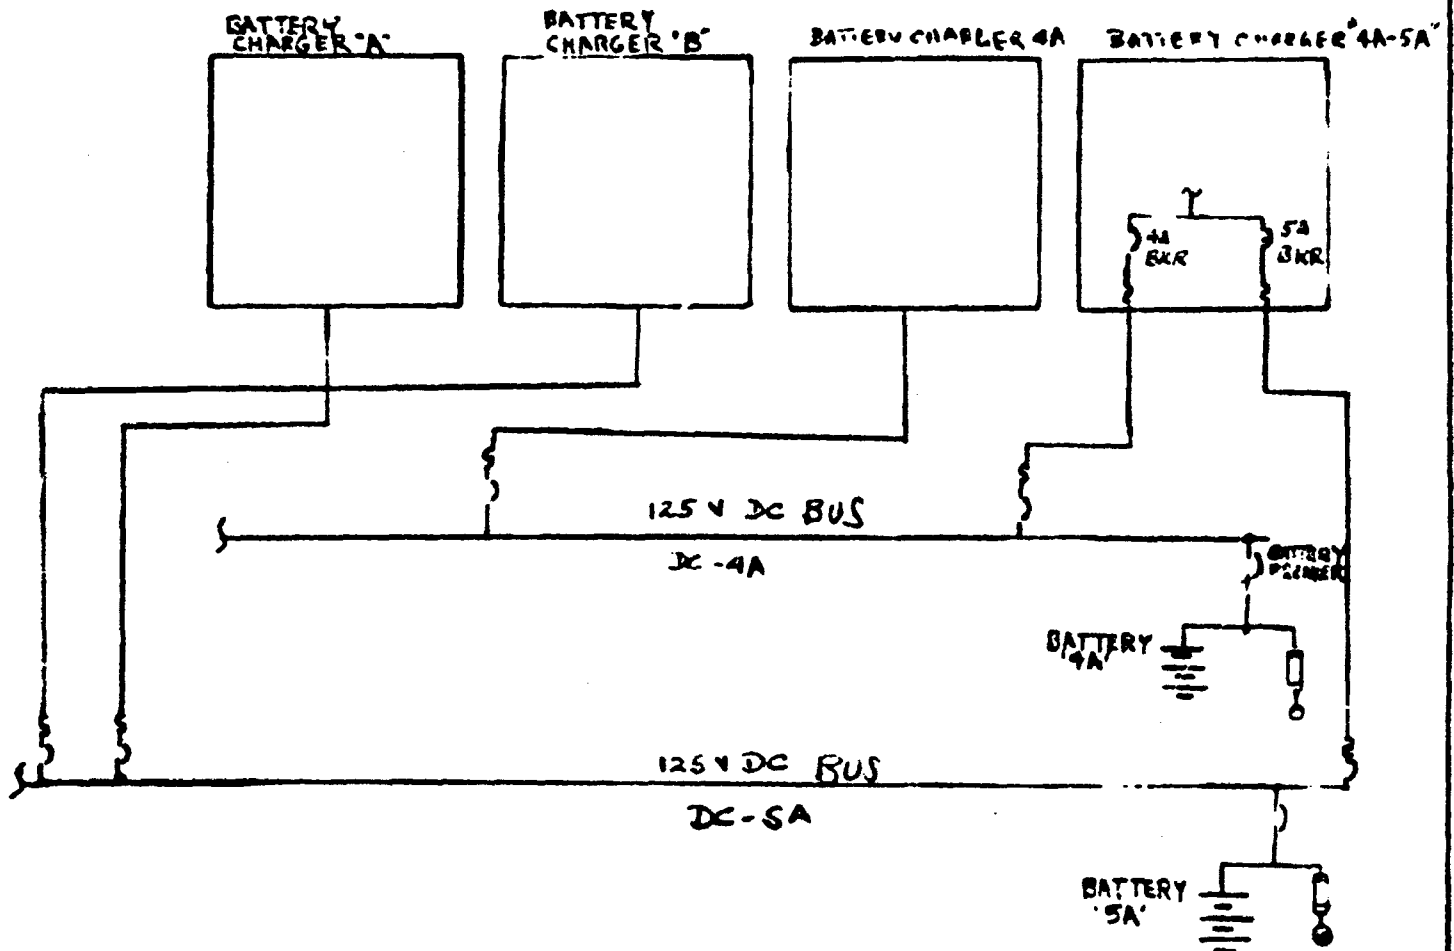 BATTERY
CHARGER "A"
BATTERY
CHARGER "B"
BATTERY CHARGER 4A
BATTERY CHARGER "4A-5A"
4A
BKR
5A
BKR
125 V DC BUS
DC-4A
BATTERY
BREAKER
BATTERY
'4A'
125 V DC BUS
DC-5A
BATTERY
'5A'